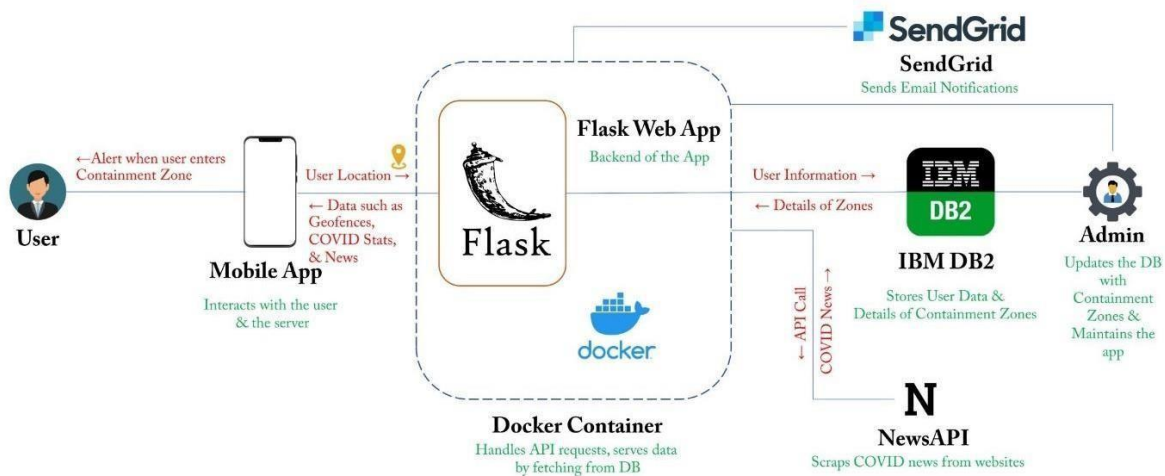 SendGrid
SendGrid
Sends Email Notifications
Flask Web App
Backend of the App
←Alert when user enters
Containment Zone
User Location →
← Data such as
Geofences,
COVID Stats,
& News
User
Mobile App
Interacts with the user
& the server
Flask
docker
User Information →
← Details of Zones
IBM
DB2
IBM DB2
Stores User Data &
Details of Containment Zones
Admin
Updates the DB
with
Containment
Zones &
Maintains the
app
← API Call
COVID News →
Docker Container
Handles API requests, serves data
by fetching from DB
N
NewsAPI
Scraps COVID news from websites